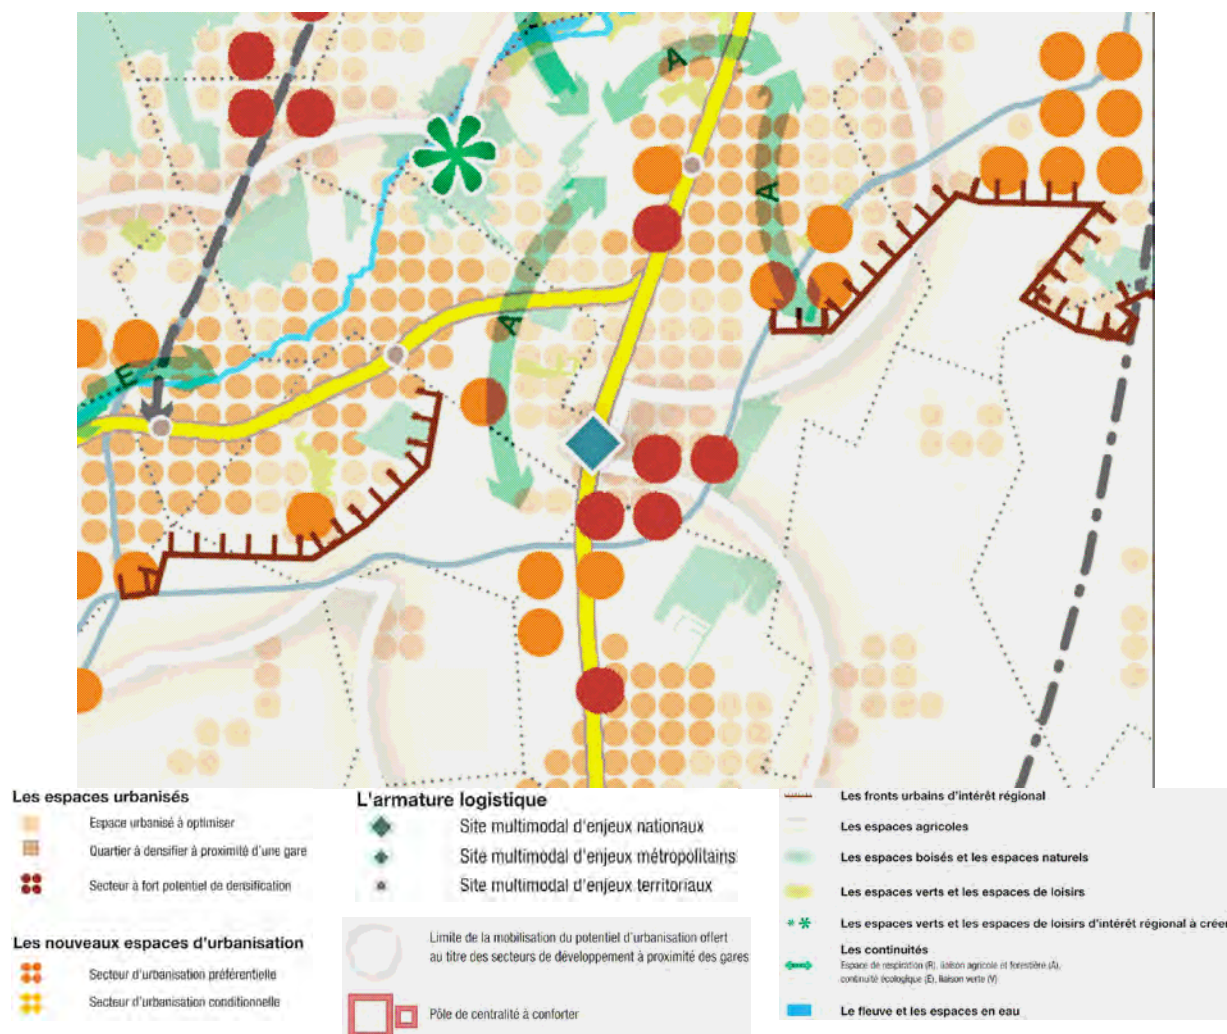 A
A
A
E
Les espaces urbanisés
Espace urbanisé à optimiser
Quartier à densifier à proximité d'une gare
Secteur à fort potentiel de densification
Les nouveaux espaces d'urbanisation
Secteur d'urbanisation préférentielle
Secteur d'urbanisation conditionnelle
L'armature logistique
Site multimodal d'enjeux nationaux
Site multimodal d'enjeux métropolitains
Site multimodal d'enjeux territoriaux
Limite de la mobilisation du potentiel d'urbanisation offert
au titre des secteurs de développement à proximité des gares
Pôle de centralité à conforter
Les fronts urbains d'intérêt régional
Les espaces agricoles
Les espaces boisés et les espaces naturels
Les espaces verts et les espaces de loisirs
Les espaces verts et les espaces de loisirs d'intérêt régional à créer
Les continuités
Espace de respiration (R), liaison agricole et forestière (A),
continuité écologique (E), liaison verte (V)
Le fleuve et les espaces en eau